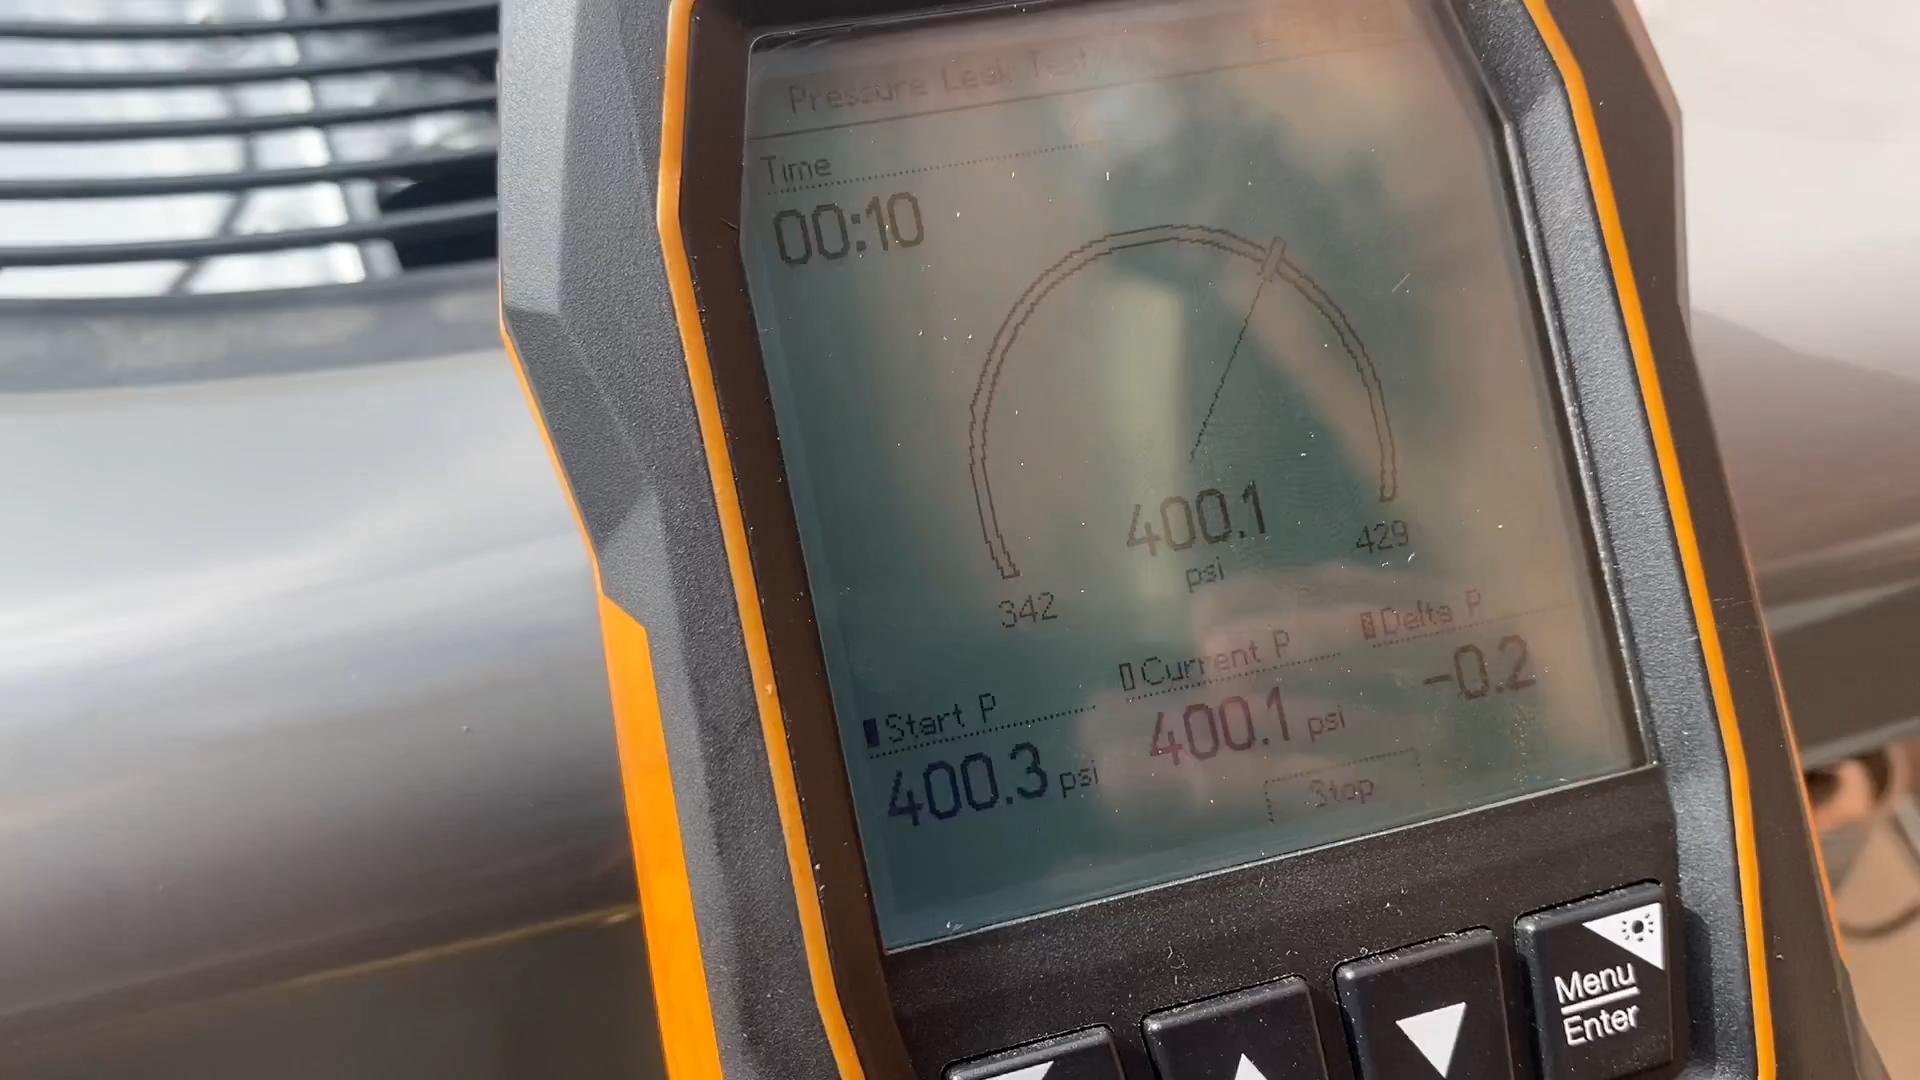 Pressure Leak Test
Time
00:10
400.1
psi
342
429
Start P
400.3 psi
Current P
400.1 psi
Delta P
-0.2
Stop
Menu
Enter